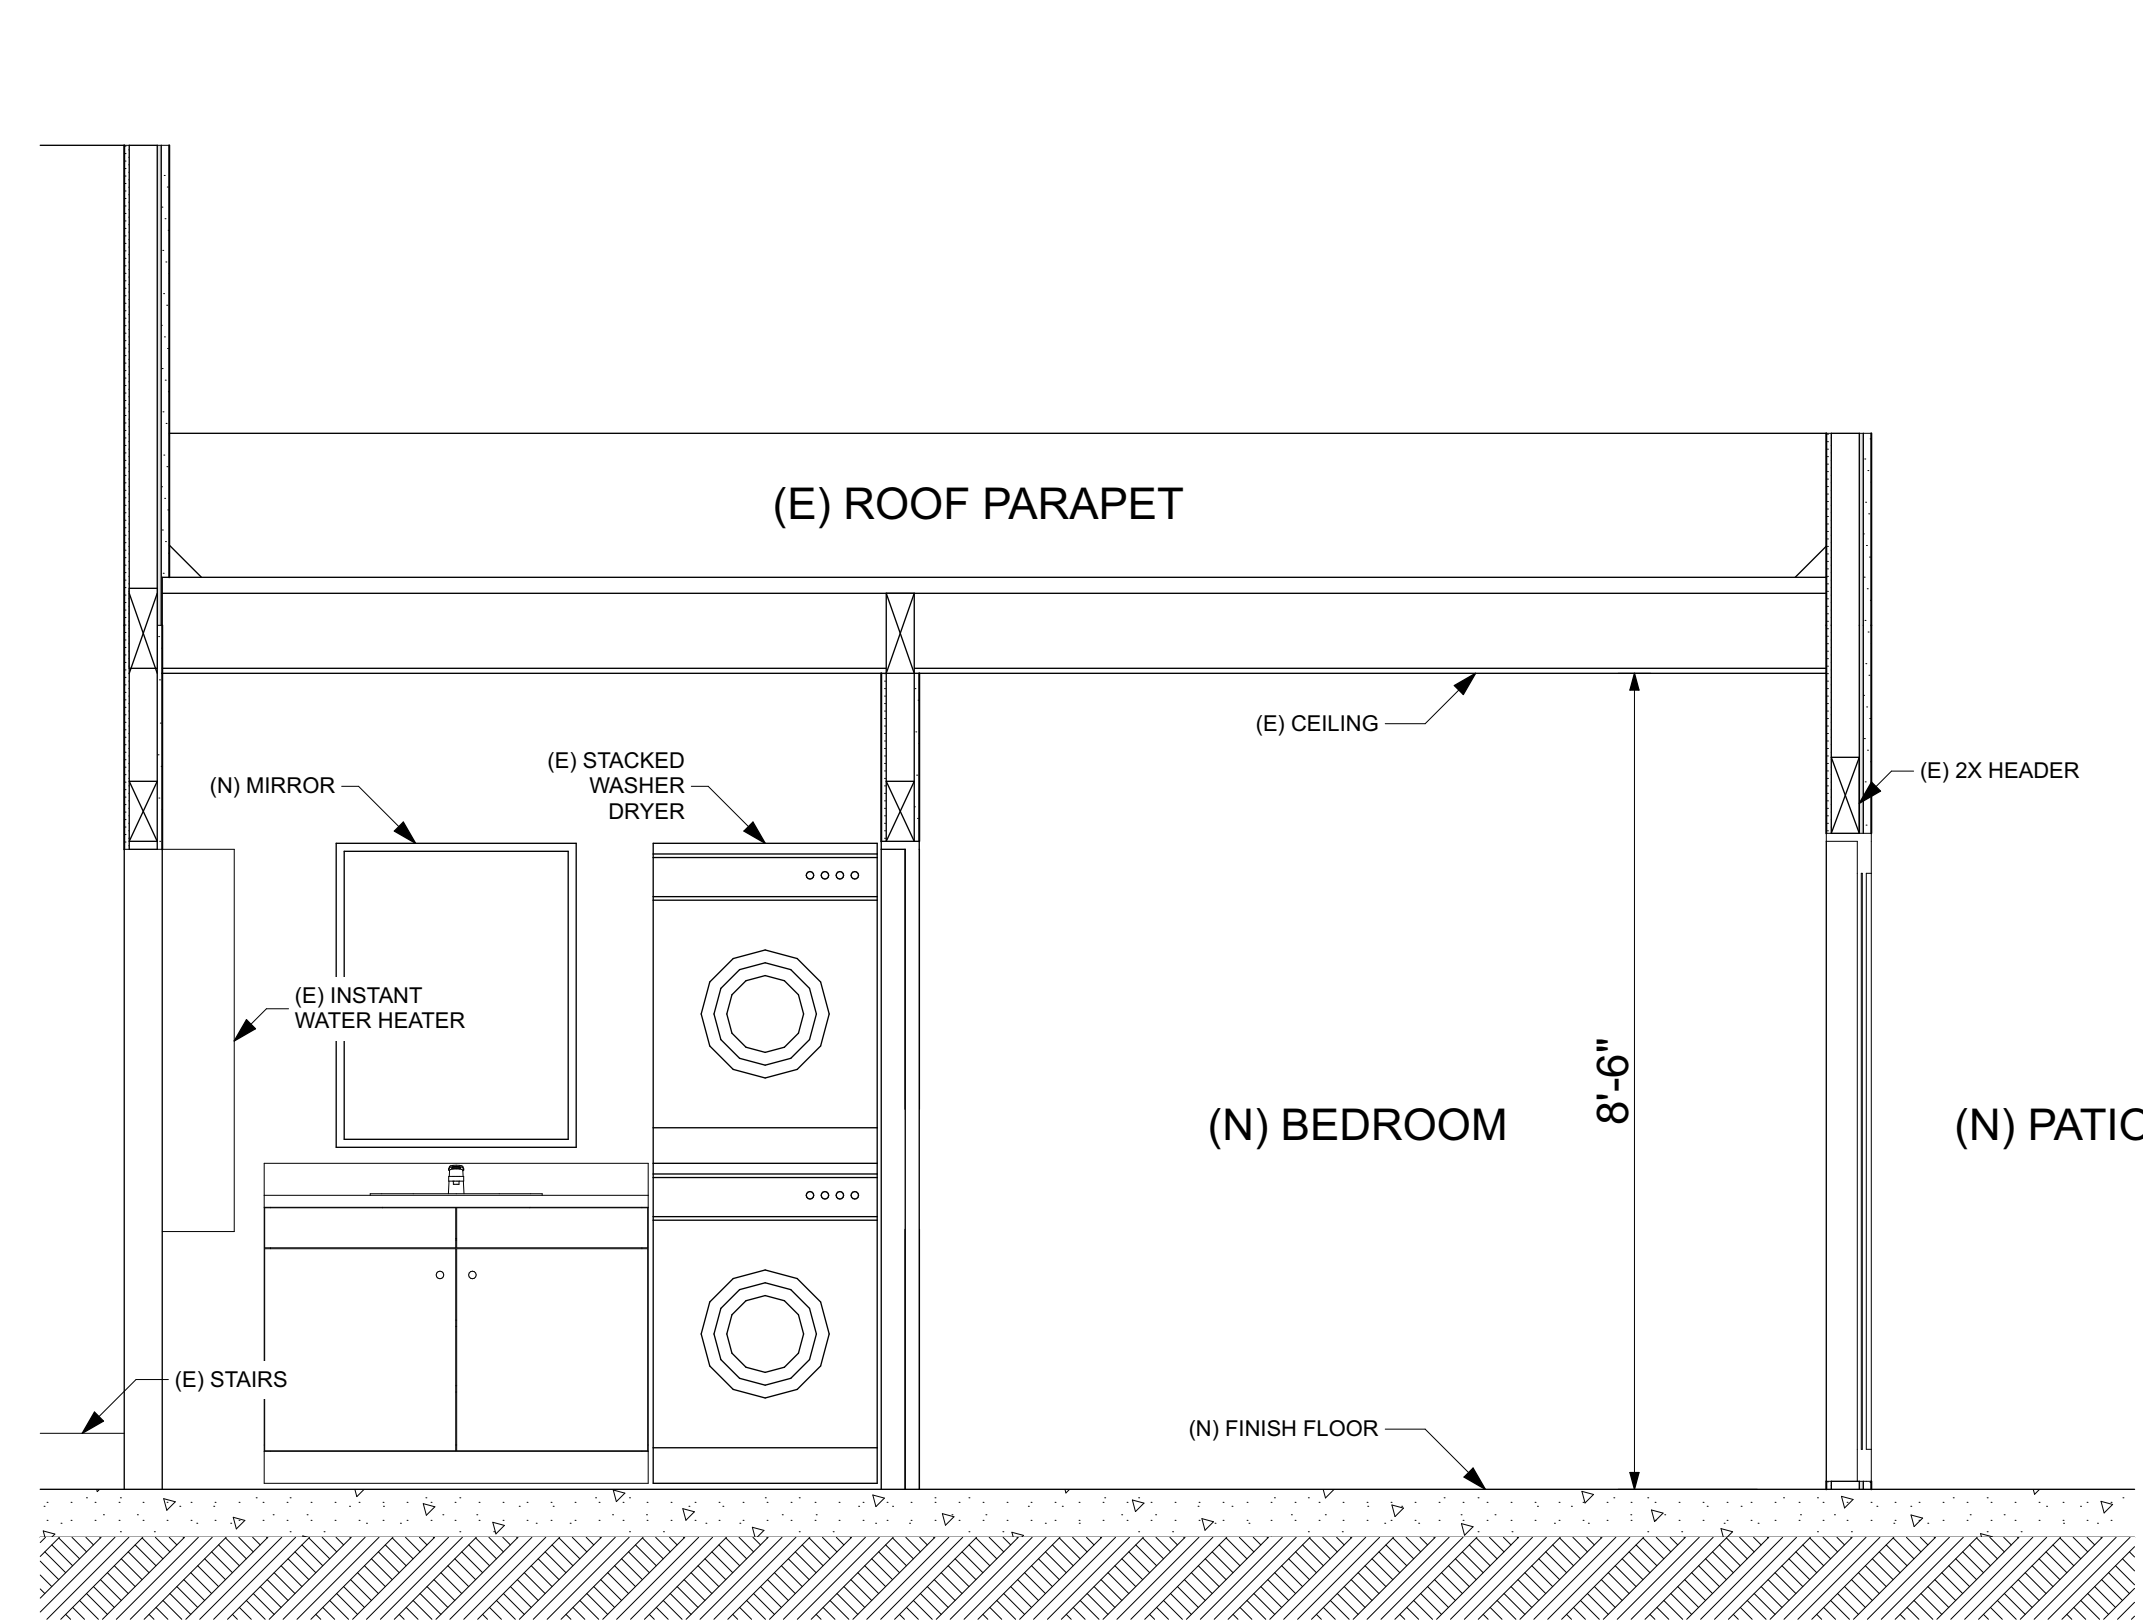 (E) ROOF PARAPET
(E) CEILING
(E) STACKED
WASHER
DRYER
(N) MIRROR
(E) 2X HEADER
(E) INSTANT
WATER HEATER
8'-6"
(N) BEDROOM
(N) PATIO
(E) STAIRS
(N) FINISH FLOOR